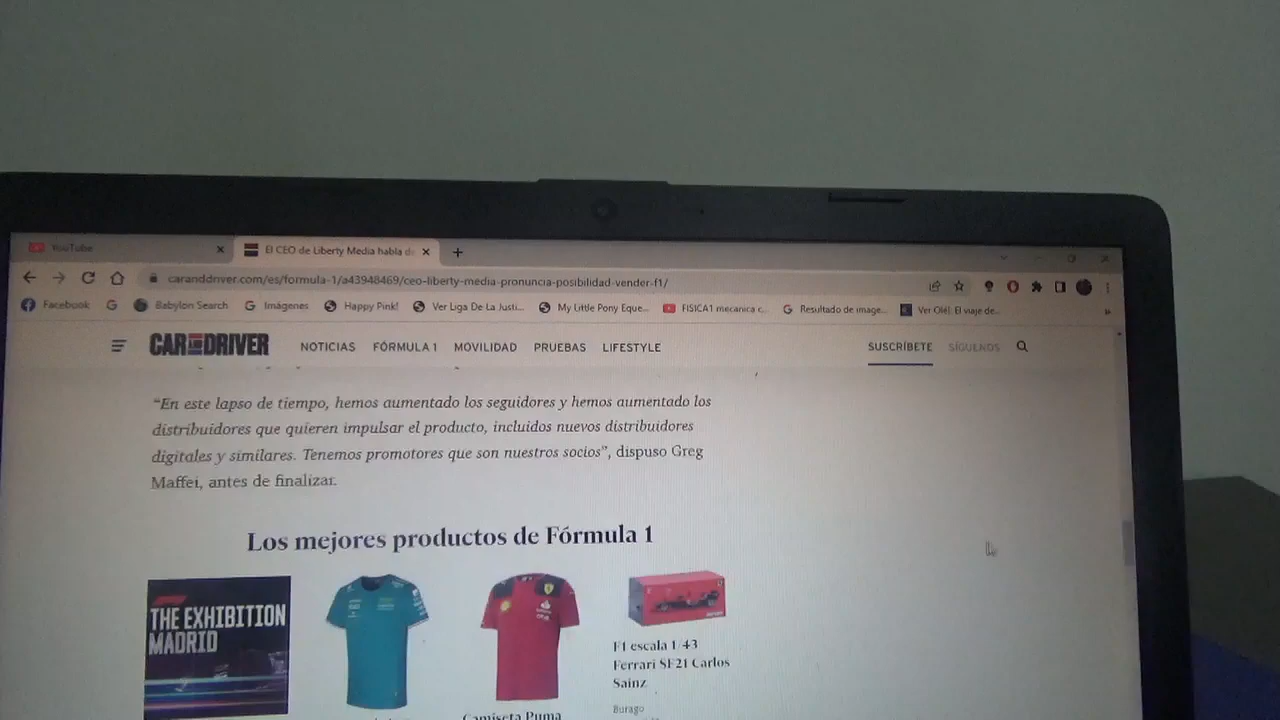 YouTube
El CEO de Liberty Media habla de
caranddriver.com/es/formula-1/a43948469/ceo-liberty-media-pronuncia-posibilidad-vender-f1/
Facebook
Babylon Search
Imágenes
Happy Pink!
Ver Liga De La Justi...
My Little Pony Eque...
FISICA1 mecanica c...
Resultado de image...
Ver Olé!: El viaje de...
CAR DRIVER
NOTICIAS
FÓRMULA 1
MOVILIDAD
PRUEBAS
LIFESTYLE
SUSCRÍBETE
SÍGUENOS
“En este lapso de tiempo, hemos aumentado los seguidores y hemos aumentado los
distribuidores que quieren impulsar el producto, incluidos nuevos distribuidores
digitales y similares. Tenemos promotores que son nuestros socios”, dispuso Greg
Maffei, antes de finalizar.
Los mejores productos de Fórmula 1
THE EXHIBITION
MADRID
F1 escala 1/43
Ferrari SF21 Carlos
Sainz
Burago
Camiseta Puma